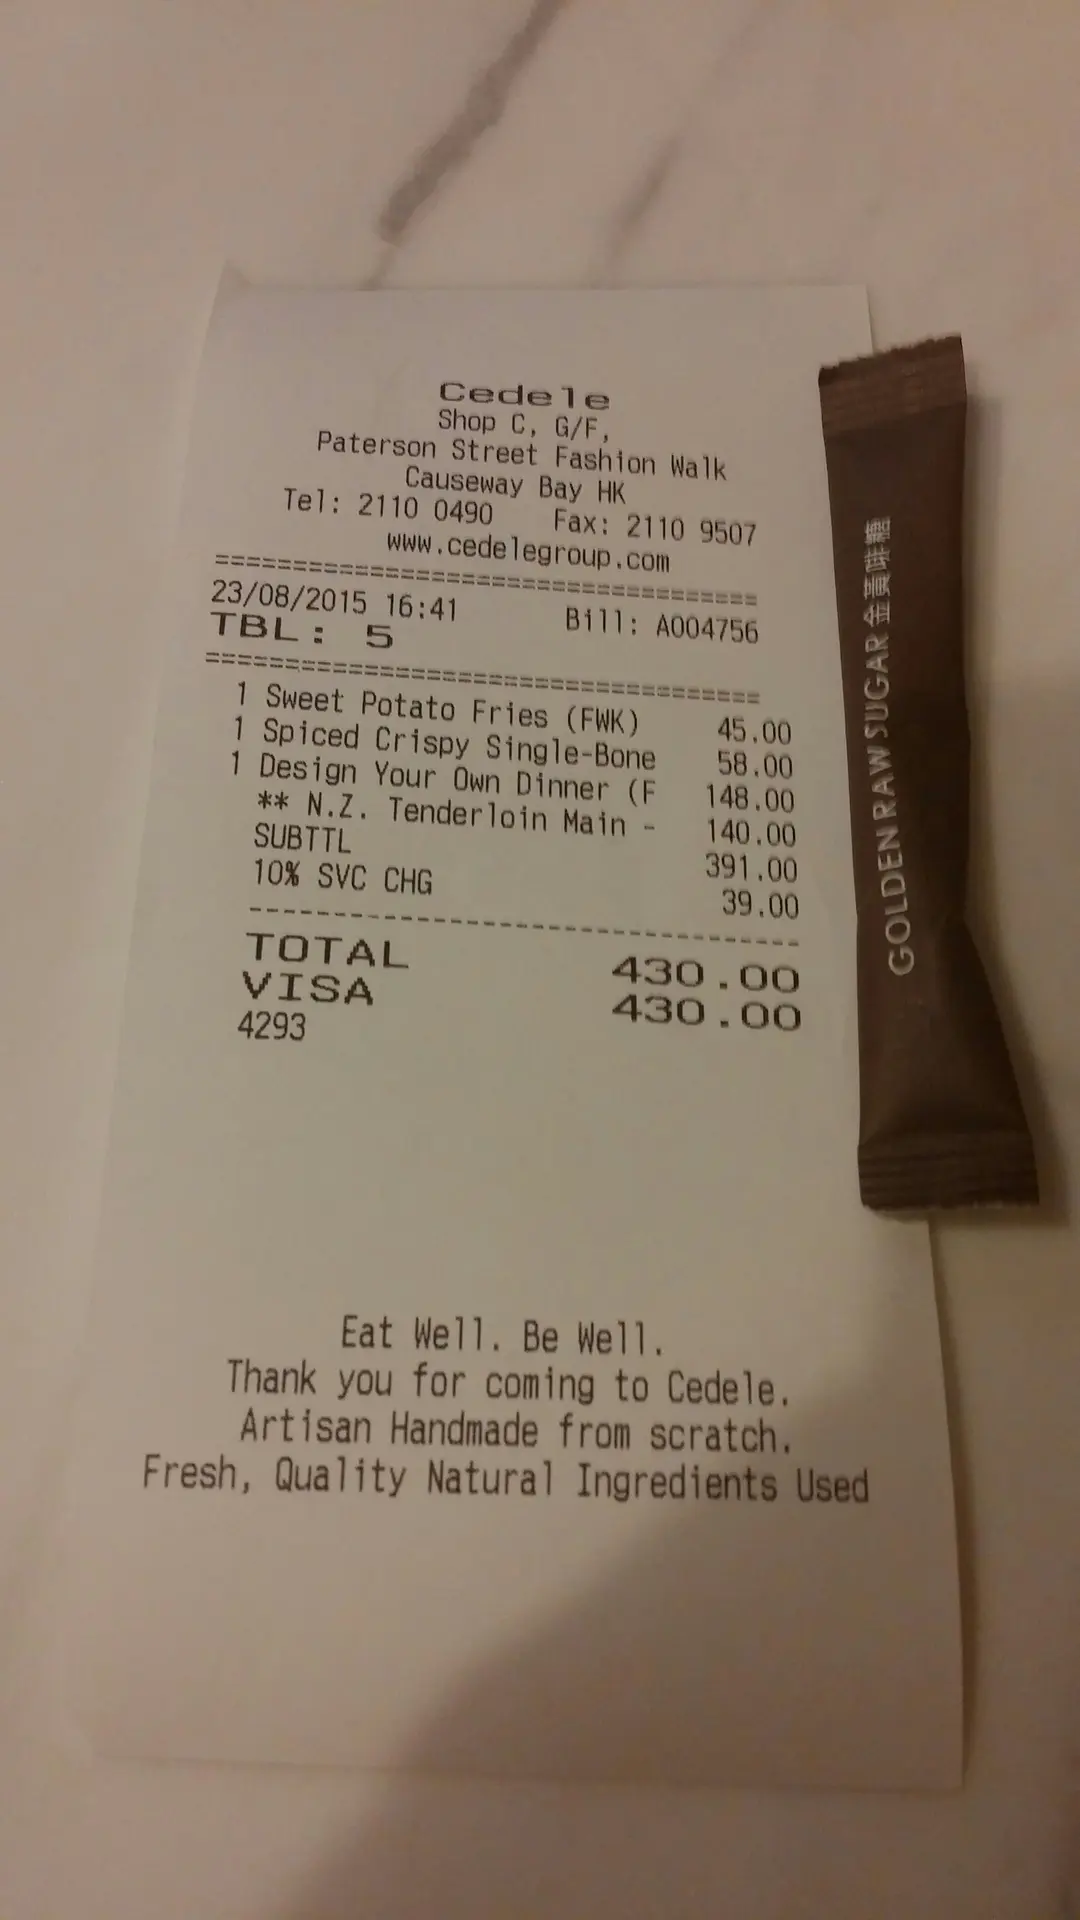 Cedele
Shop C, G/F,
Paterson Street Fashion Walk
Causeway Bay HK
Tel: 2110 0490 Fax: 2110 9507
www.cedelegroup.com
====================================
23/08/2015 16:41 Bill: A004756
TBL: 5
====================================
1 Sweet Potato Fries (FWK) 45.00
1 Spiced Crispy Single-Bone 58.00
1 Design Your Own Dinner (F 148.00
** N.Z. Tenderloin Main - 140.00
SUBTTL 391.00
10% SVC CHG 39.00
------------------------------------
TOTAL 430.00
VISA 430.00
4293
Eat Well. Be Well.
Thank you for coming to Cedele.
Artisan Handmade from scratch.
Fresh, Quality Natural Ingredients Used
GOLDEN RAW SUGAR 金黃啡糖